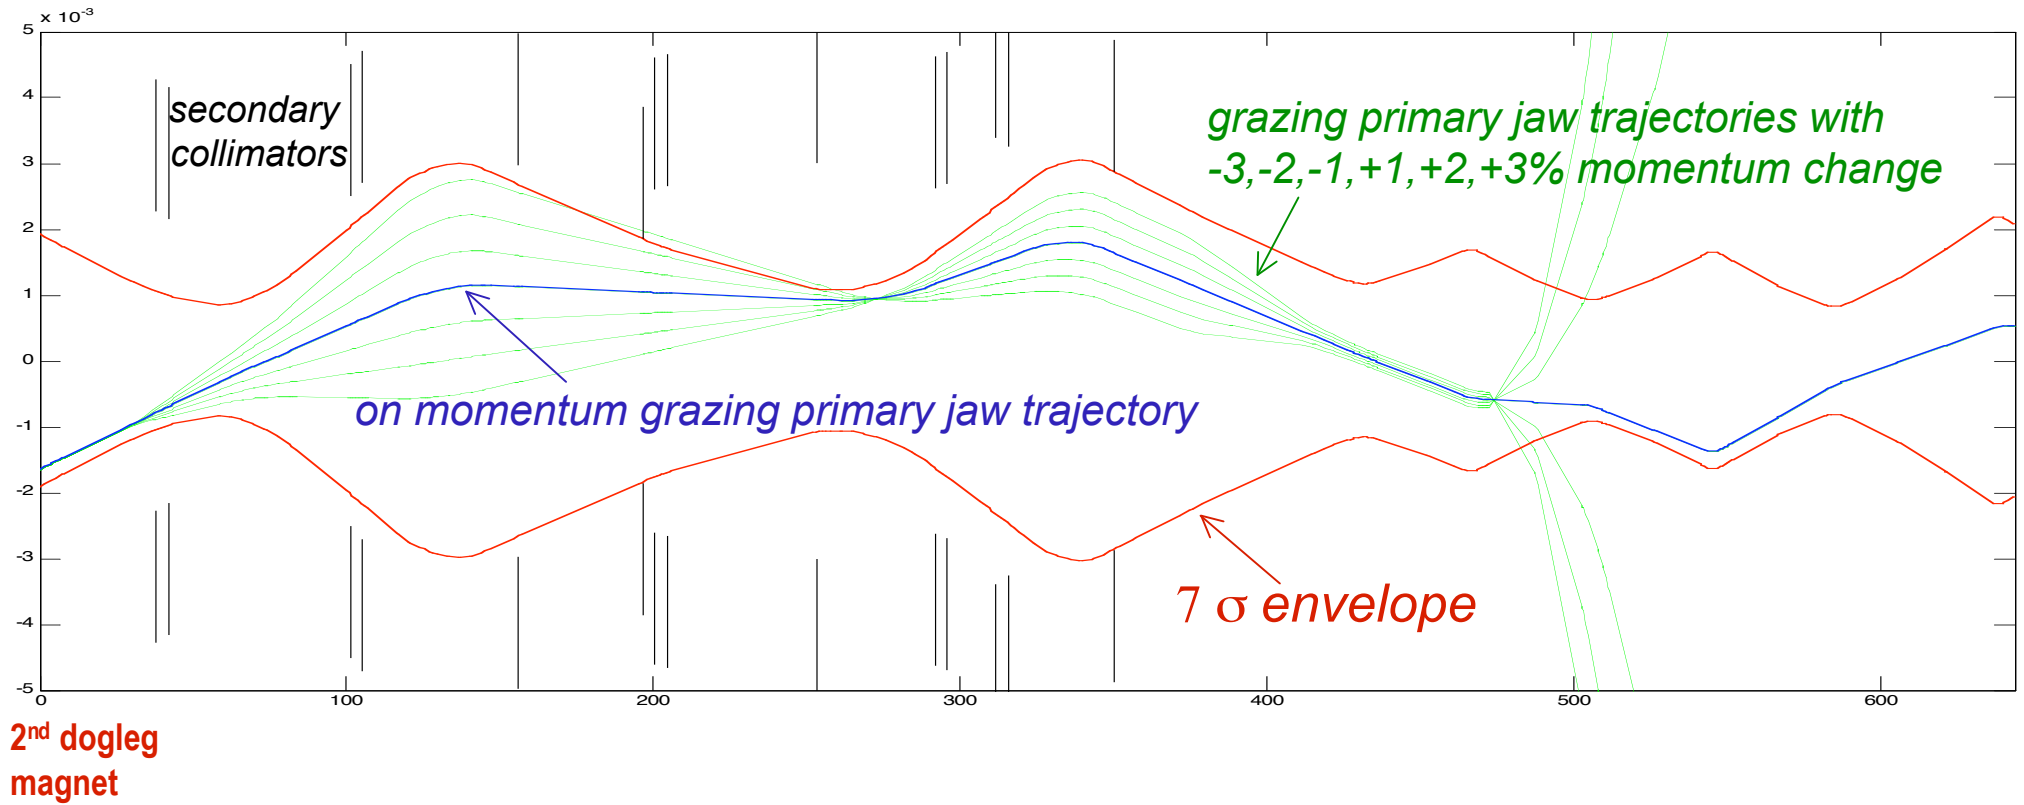 x 10⁻³
5
4
3
2
1
0
-1
-2
-3
-4
-5
0 100 200 300 400 500 600
secondary
collimators
grazing primary jaw trajectories with
-3,-2,-1,+1,+2,+3% momentum change
on momentum grazing primary jaw trajectory
7 σ envelope
2nd dogleg
magnet